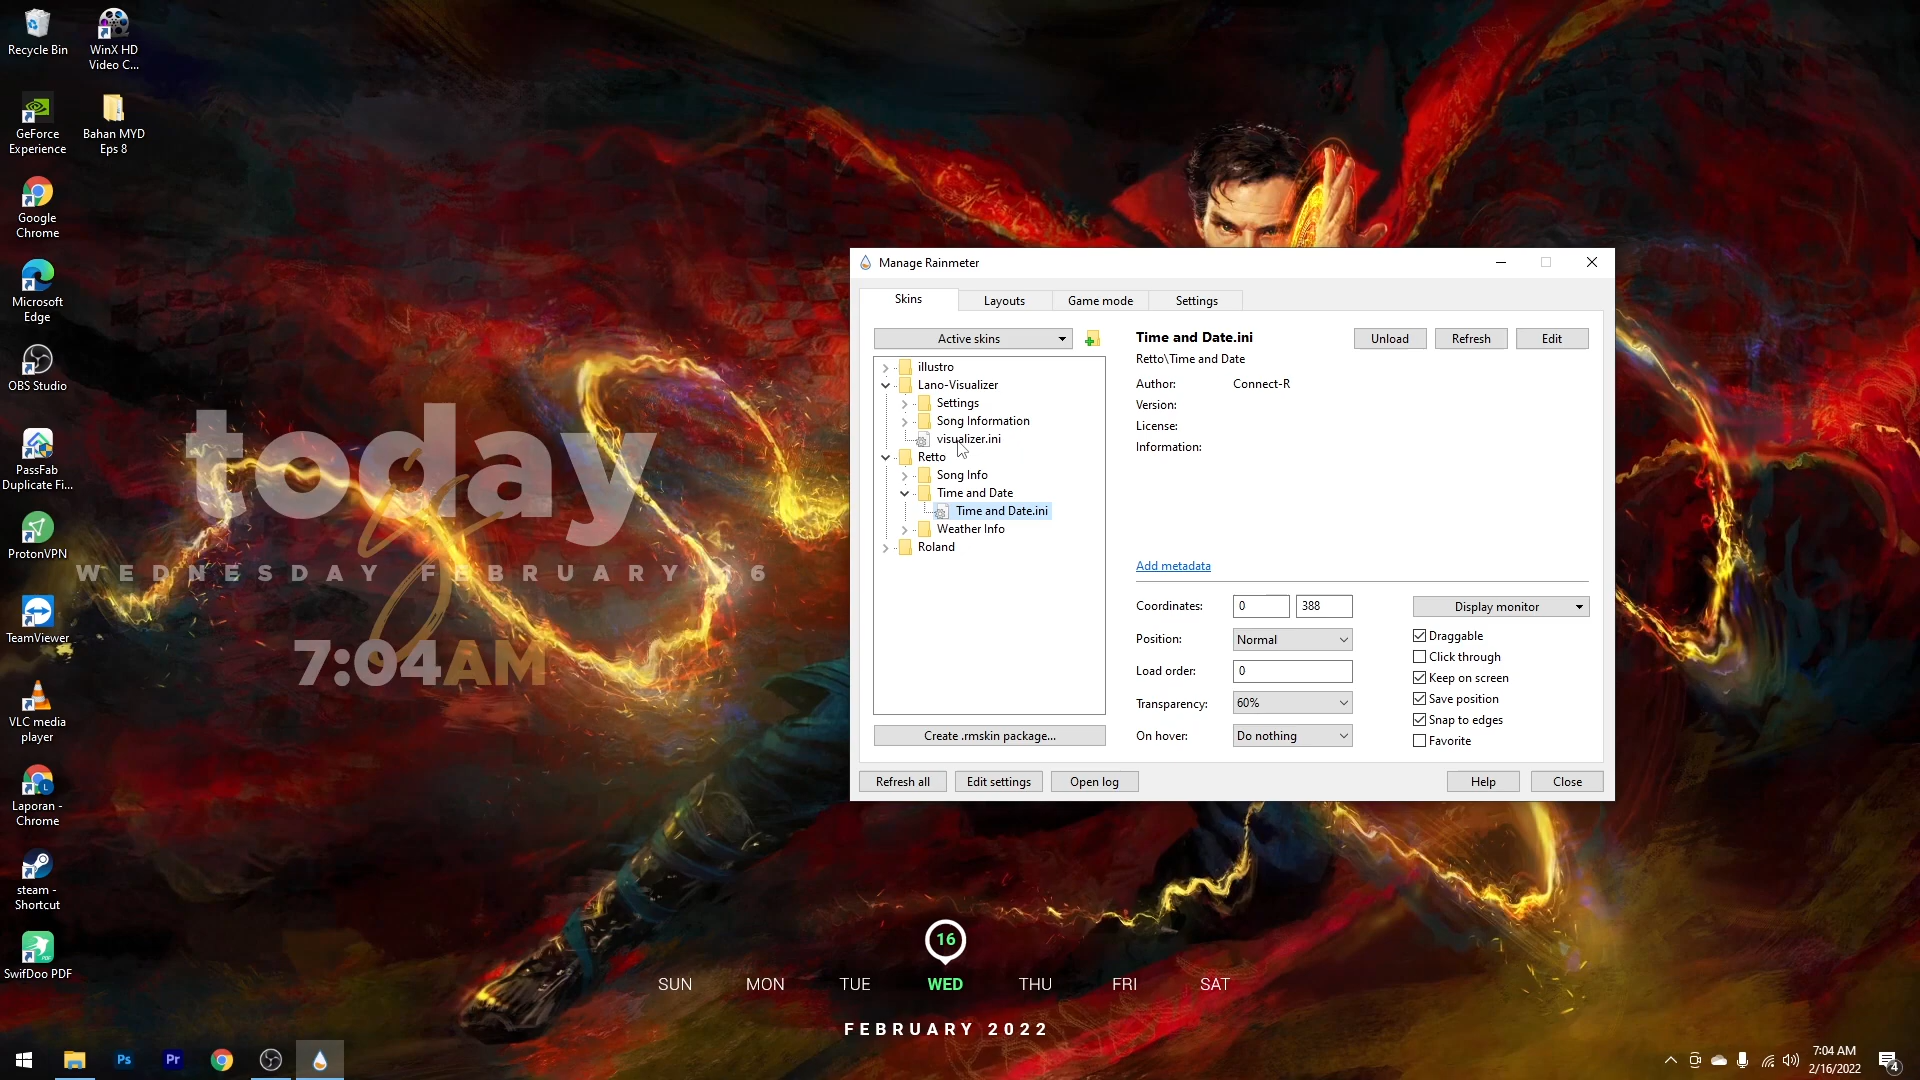 Recycle Bin
WinX HD
Video C...
GeForce
Experience
Bahan MYD
Eps 8
Google
Chrome
Microsoft
Edge
OBS Studio
PassFab
Duplicate Fi...
ProtonVPN
TeamViewer
VLC media
player
Laporan -
Chrome
steam -
Shortcut
SwifDoo PDF
today
WEDNESDAY FEBRUARY 16
7:04AM
Manage Rainmeter
Skins
Layouts
Game mode
Settings
Active skins
illustro
Lano-Visualizer
Settings
Song Information
visualizer.ini
Retto
Song Info
Time and Date
Time and Date.ini
Weather Info
Roland
Create .rmskin package...
Time and Date.ini
Unload
Refresh
Edit
Retto\Time and Date
Author: Connect-R
Version:
License:
Information:
Add metadata
Coordinates: 0 388
Display monitor
Position: Normal
Load order: 0
Transparency: 60%
On hover: Do nothing
Draggable
Click through
Keep on screen
Save position
Snap to edges
Favorite
Refresh all
Edit settings
Open log
Help
Close
16
SUN MON TUE WED THU FRI SAT
FEBRUARY 2022
Ps
Pr
7:04 AM
2/16/2022
4